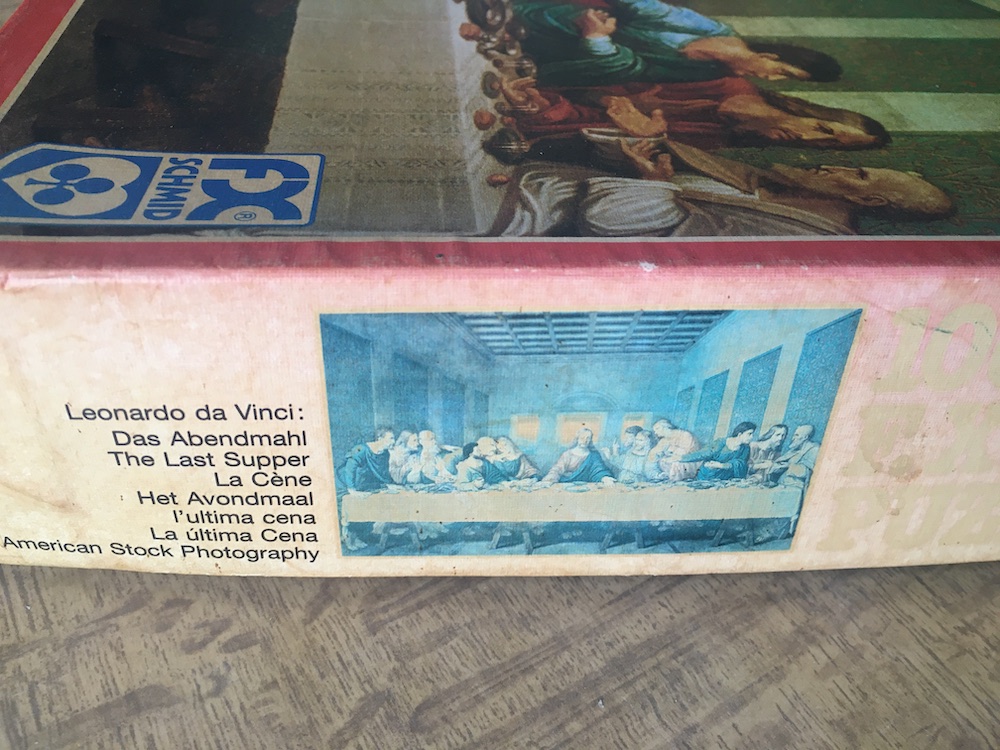 FX
SCHMID
®
Leonardo da Vinci:
Das Abendmahl
The Last Supper
La Cène
Het Avondmaal
l'ultima cena
La última Cena
American Stock Photography